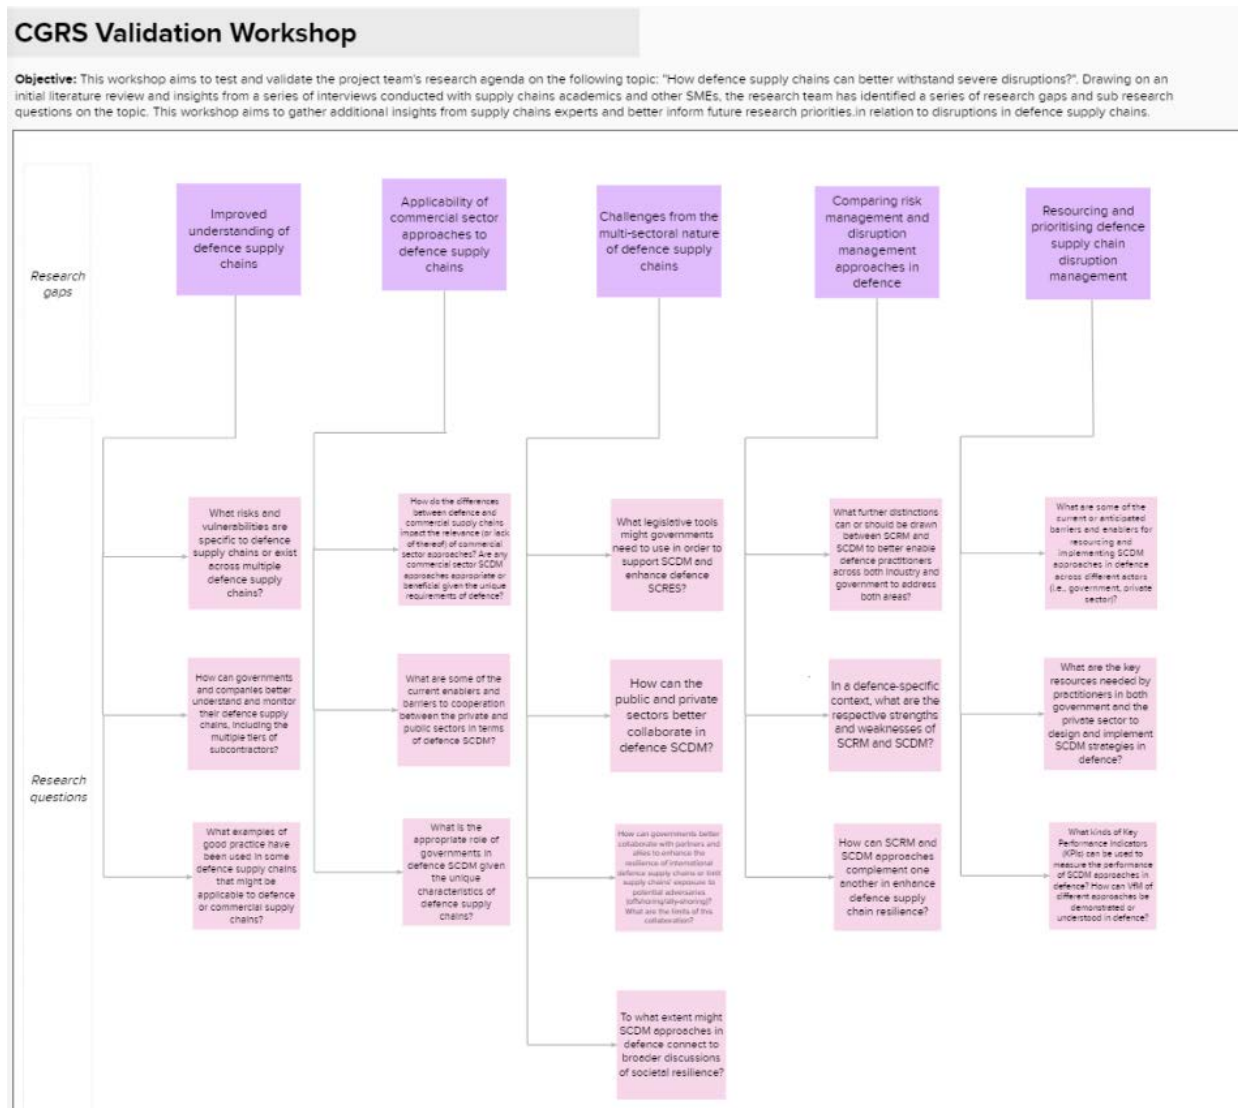 CGRS Validation Workshop
Objective: This workshop aims to test and validate the project team's research agenda on the following topic: "How defence supply chains can better withstand severe disruptions?". Drawing on an
initial literature review and insights from a series of interviews conducted with supply chains academics and other SMEs, the research team has identified a series of research gaps and sub research
questions on the topic. This workshop aims to gather additional insights from supply chains experts and better inform future research priorities.in relation to disruptions in defence supply chains.
Research
gaps
Improved
understanding of
defence supply
chains
Applicability of
commercial sector
approaches to
defence supply
chains
Challenges from the
multi-sectoral nature
of defence supply
chains
Comparing risk
management and
disruption
management
approaches in
defence
Resourcing and
prioritising defence
supply chain
disruption
management
Research
questions
What risks and
vulnerabilities are
specific to defence
supply chains or exist
across multiple
defence supply
chains?
How can governments
and companies better
understand and monitor
their defence supply
chains, including the
multiple tiers of
subcontractors?
What examples of
good practice have
been used in some
defence supply chains
that might be
applicable to defence
or commercial supply
chains?
How do the differences
between defence and
commercial supply chains
impact the relevance (or lack
of thereof) of commercial
sector approaches? Are any
commercial sector SCDM
approaches appropriate or
beneficial given the unique
requirements of defence?
What are some of the
current enablers and
barriers to cooperation
between the private and
public sectors in terms
of defence SCDM?
What is the
appropriate role of
governments in
defence SCDM given
the unique
characteristics of
defence supply
chains?
What legislative tools
might governments
need to use in order to
support SCDM and
enhance defence
SCRES?
How can the
public and private
sectors better
collaborate in
defence SCDM?
How can governments better
collaborate with partners and
allies to enhance the
resilience of international
defence supply chains or limit
supply chains' exposure to
potential adversaries
(offshoring/ally-shoring)?
What are the limits of this
collaboration?
To what extent might
SCDM approaches in
defence connect to
broader discussions
of societal resilience?
What further distinctions
can or should be drawn
between SCRM and
SCDM to better enable
defence practitioners
across both industry and
government to address
both areas?
In a defence-specific
context, what are the
respective strengths
and weaknesses of
SCRM and SCDM?
How can SCRM and
SCDM approaches
complement one
another in enhance
defence supply
chain resilience?
What are some of the
current or anticipated
barriers and enablers for
resourcing and
implementing SCDM
approaches in defence
across different actors
(i.e., government, private
sector)?
What are the key
resources needed by
practitioners in both
government and the
private sector to
design and implement
SCDM strategies in
defence?
What kinds of Key
Performance Indicators
(KPIs) can be used to
measure the performance
of SCDM approaches in
defence? How can VfM of
different approaches be
demonstrated or
understood in defence?